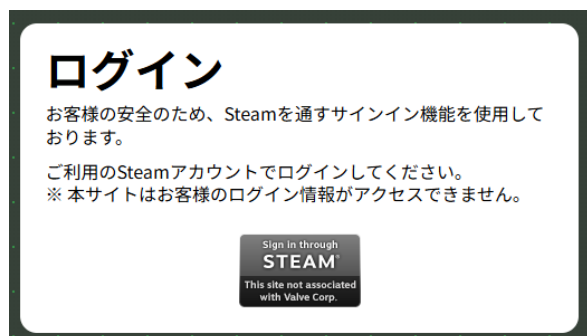 ログイン
お客様の安全のため、Steamを通すサインイン機能を使用して
おります。
ご利用のSteamアカウントでログインしてください。
※ 本サイトはお客様のログイン情報がアクセスできません。
Sign in through
STEAM®
This site not associated
with Valve Corp.